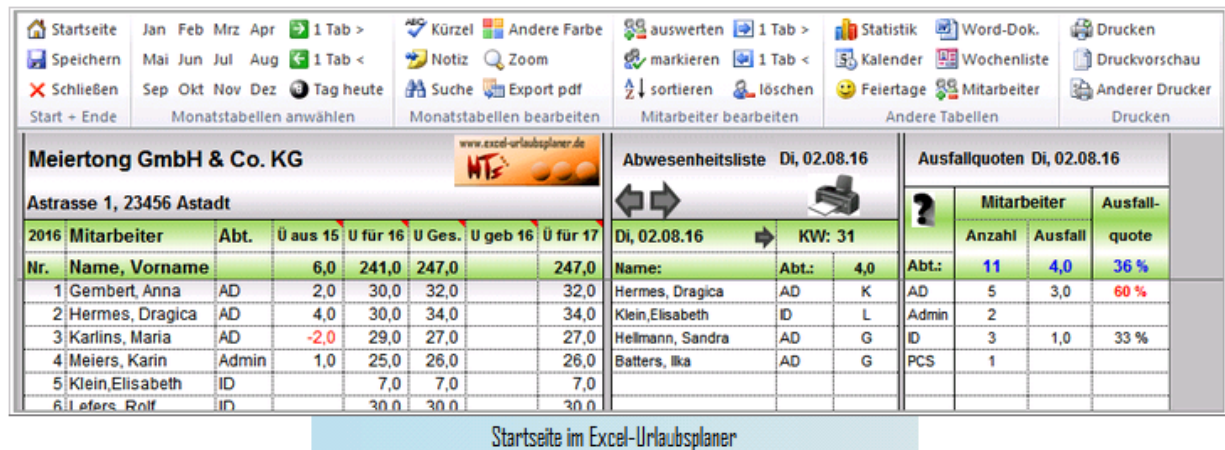 Startseite Jan Feb Mrz Apr 1 Tab > Kürzel Andere Farbe auswerten 1 Tab > Statistik Word-Dok. Drucken
Speichern Mai Jun Jul Aug 1 Tab < Notiz Zoom markieren 1 Tab < Kalender Wochenliste Druckvorschau
Schließen Sep Okt Nov Dez Tag heute Suche Export pdf sortieren löschen Feiertage Mitarbeiter Anderer Drucker
Start + Ende Monatstabellen anwählen Monatstabellen bearbeiten Mitarbeiter bearbeiten Andere Tabellen Drucken
www.excel-urlaubsplaner.de
Meiertong GmbH & Co. KG Abwesenheitsliste Di, 02.08.16 Ausfallquoten Di, 02.08.16
Astrasse 1, 23456 Astadt ? Mitarbeiter Ausfall-
2016 Mitarbeiter Abt. Ü aus 15 U für 16 U Ges. U geb 16 Ü für 17 Di, 02.08.16 KW: 31 Anzahl Ausfall quote
Nr. Name, Vorname 6,0 241,0 247,0 247,0 Name: Abt.: 4,0 Abt.: 11 4,0 36 %
1 Gembert, Anna AD 2,0 30,0 32,0 32,0 Hermes, Dragica AD K AD 5 3,0 60 %
2 Hermes, Dragica AD 4,0 30,0 34,0 34,0 Klein,Elisabeth ID L Admin 2
3 Karlins, Maria AD -2,0 29,0 27,0 27,0 Hellmann, Sandra AD G ID 3 1,0 33 %
4 Meiers, Karin Admin 1,0 25,0 26,0 26,0 Batters, Ilka AD G PCS 1
5 Klein,Elisabeth ID 7,0 7,0 7,0
6 Lefers, Rolf ID 30,0 30,0 30,0
Startseite im Excel-Urlaubsplaner